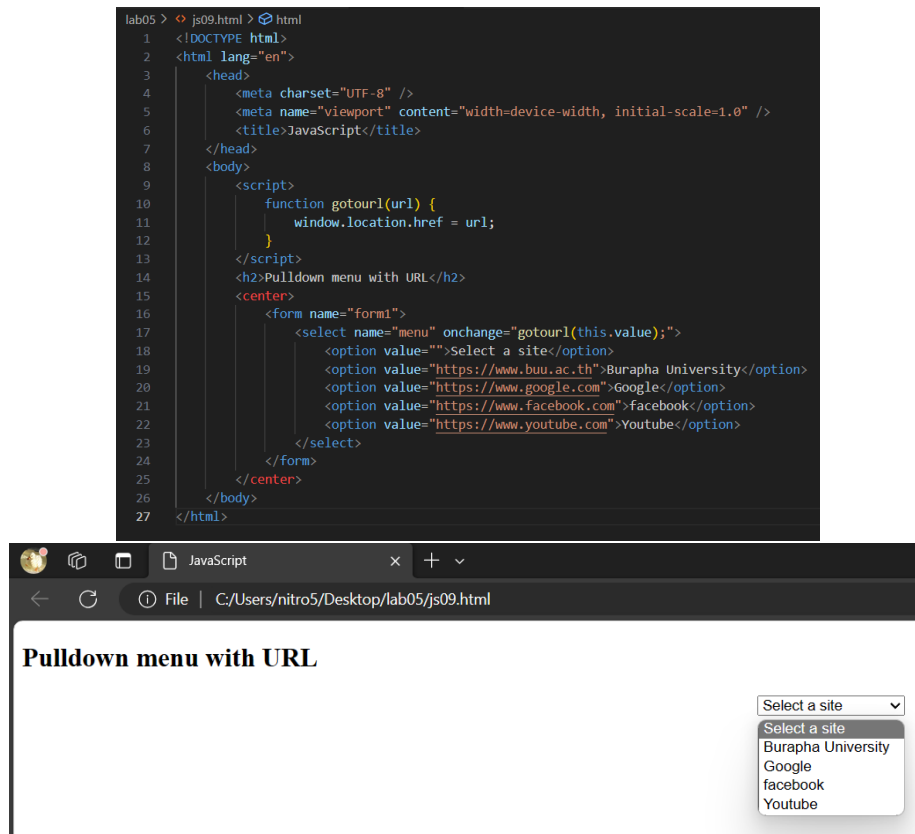 lab05 > <> js09.html > html
1 <!DOCTYPE html>
2 <html lang="en">
3 <head>
4 <meta charset="UTF-8" />
5 <meta name="viewport" content="width=device-width, initial-scale=1.0" />
6 <title>JavaScript</title>
7 </head>
8 <body>
9 <script>
10 function gotourl(url) {
11 window.location.href = url;
12 }
13 </script>
14 <h2>Pulldown menu with URL</h2>
15 <center>
16 <form name="form1">
17 <select name="menu" onchange="gotourl(this.value);">
18 <option value="">Select a site</option>
19 <option value="https://www.buu.ac.th">Burapha University</option>
20 <option value="https://www.google.com">Google</option>
21 <option value="https://www.facebook.com">facebook</option>
22 <option value="https://www.youtube.com">Youtube</option>
23 </select>
24 </form>
25 </center>
26 </body>
27 </html>
JavaScript
File | C:/Users/nitro5/Desktop/lab05/js09.html
Pulldown menu with URL
Select a site
Select a site
Burapha University
Google
facebook
Youtube